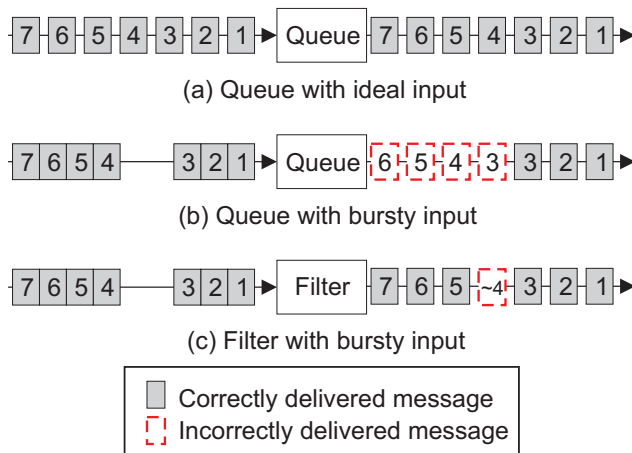 7 6 5 4 3 2 1 Queue 7 6 5 4 3 2 1
(a) Queue with ideal input
7 6 5 4 3 2 1 Queue 6 5 4 3 3 2 1
(b) Queue with bursty input
7 6 5 4 3 2 1 Filter 7 6 5 ~4 3 2 1
(c) Filter with bursty input
Correctly delivered message
Incorrectly delivered message